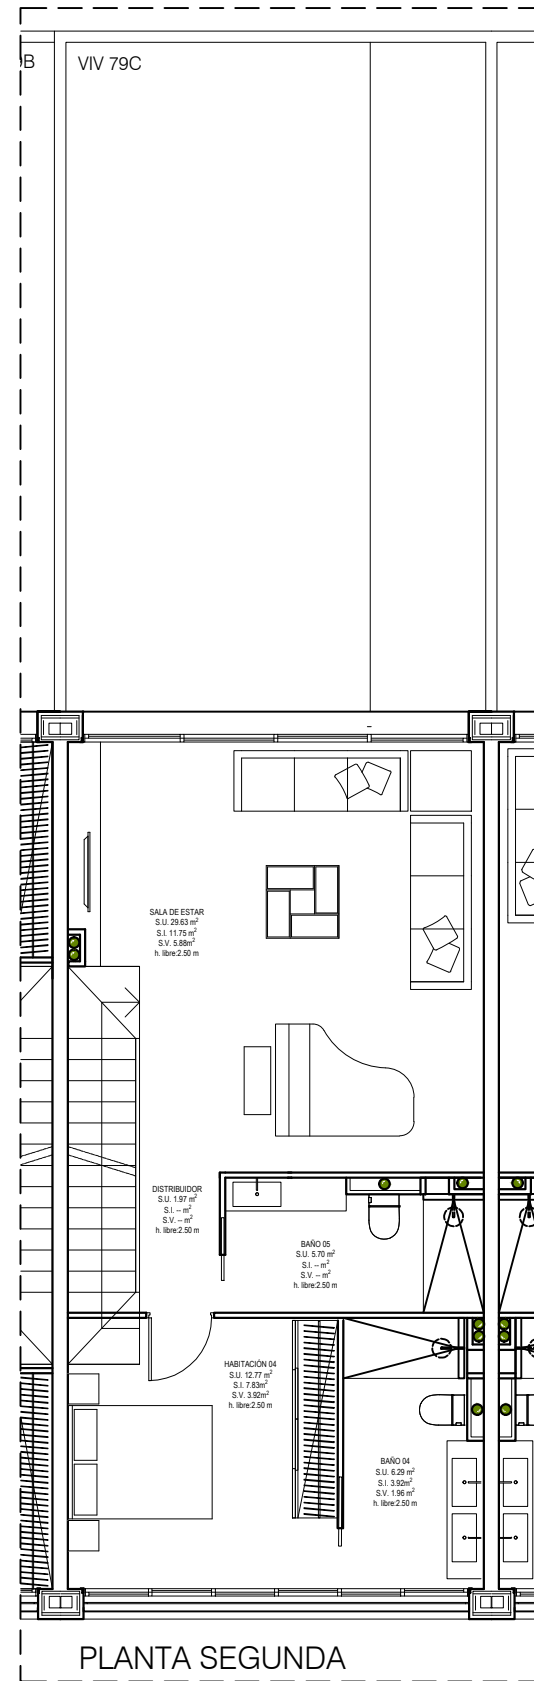 9B
VIV 79C
SALA DE ESTAR
S.U. 29.63 m²
S.I. 11.75 m²
S.V. 5.88m²
h. libre:2.50 m
DISTRIBUIDOR
S.U. 1.97 m²
S.I. -- m²
S.V. -- m²
h. libre:2.50 m
BAÑO 05
S.U. 5.70 m²
S.I. -- m²
S.V. -- m²
h. libre:2.50 m
HABITACIÓN 04
S.U. 12.77 m²
S.I. 7.83m²
S.V. 3.92m²
h. libre:2.50 m
BAÑO 04
S.U. 6.29 m²
S.I. 3.92m²
S.V. 1.96 m²
h. libre:2.50 m
PLANTA SEGUNDA